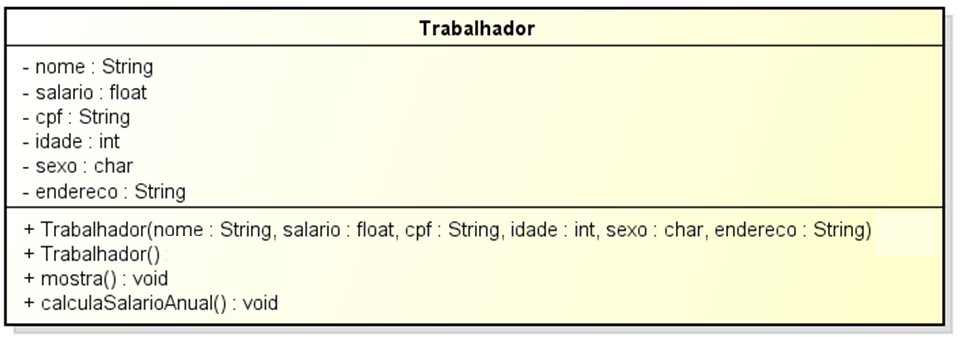 Trabalhador
- nome : String
- salario : float
- cpf : String
- idade : int
- sexo : char
- endereco : String
+ Trabalhador(nome : String, salario : float, cpf : String, idade : int, sexo : char, endereco : String)
+ Trabalhador()
+ mostra() : void
+ calculaSalarioAnual() : void